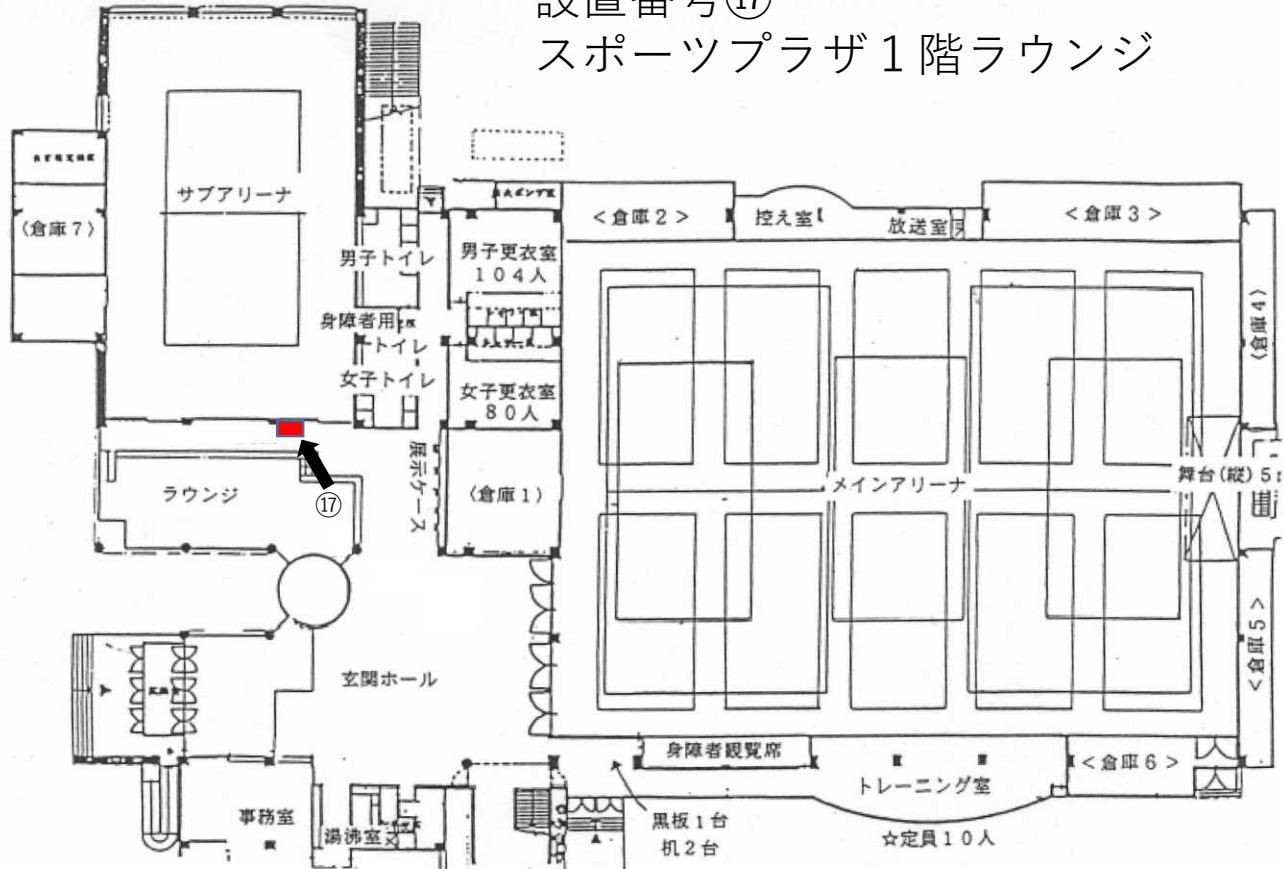 設置番号⑰
スポーツプラザ1階ラウンジ
サブアリーナ
〈倉庫7〉
男子トイレ
身障者用
トイレ
女子トイレ
男子更衣室
104人
女子更衣室
80人
<倉庫2>
控え室
放送室
<倉庫3>
〈倉庫4〉
展示ケース
〈倉庫1〉
ラウンジ
⑰
メインアリーナ
舞台(縦)5
<倉庫5>
玄関ホール
身障者観覧席
トレーニング室
<倉庫6>
事務室
湯沸室
黒板1台
机2台
☆定員10人